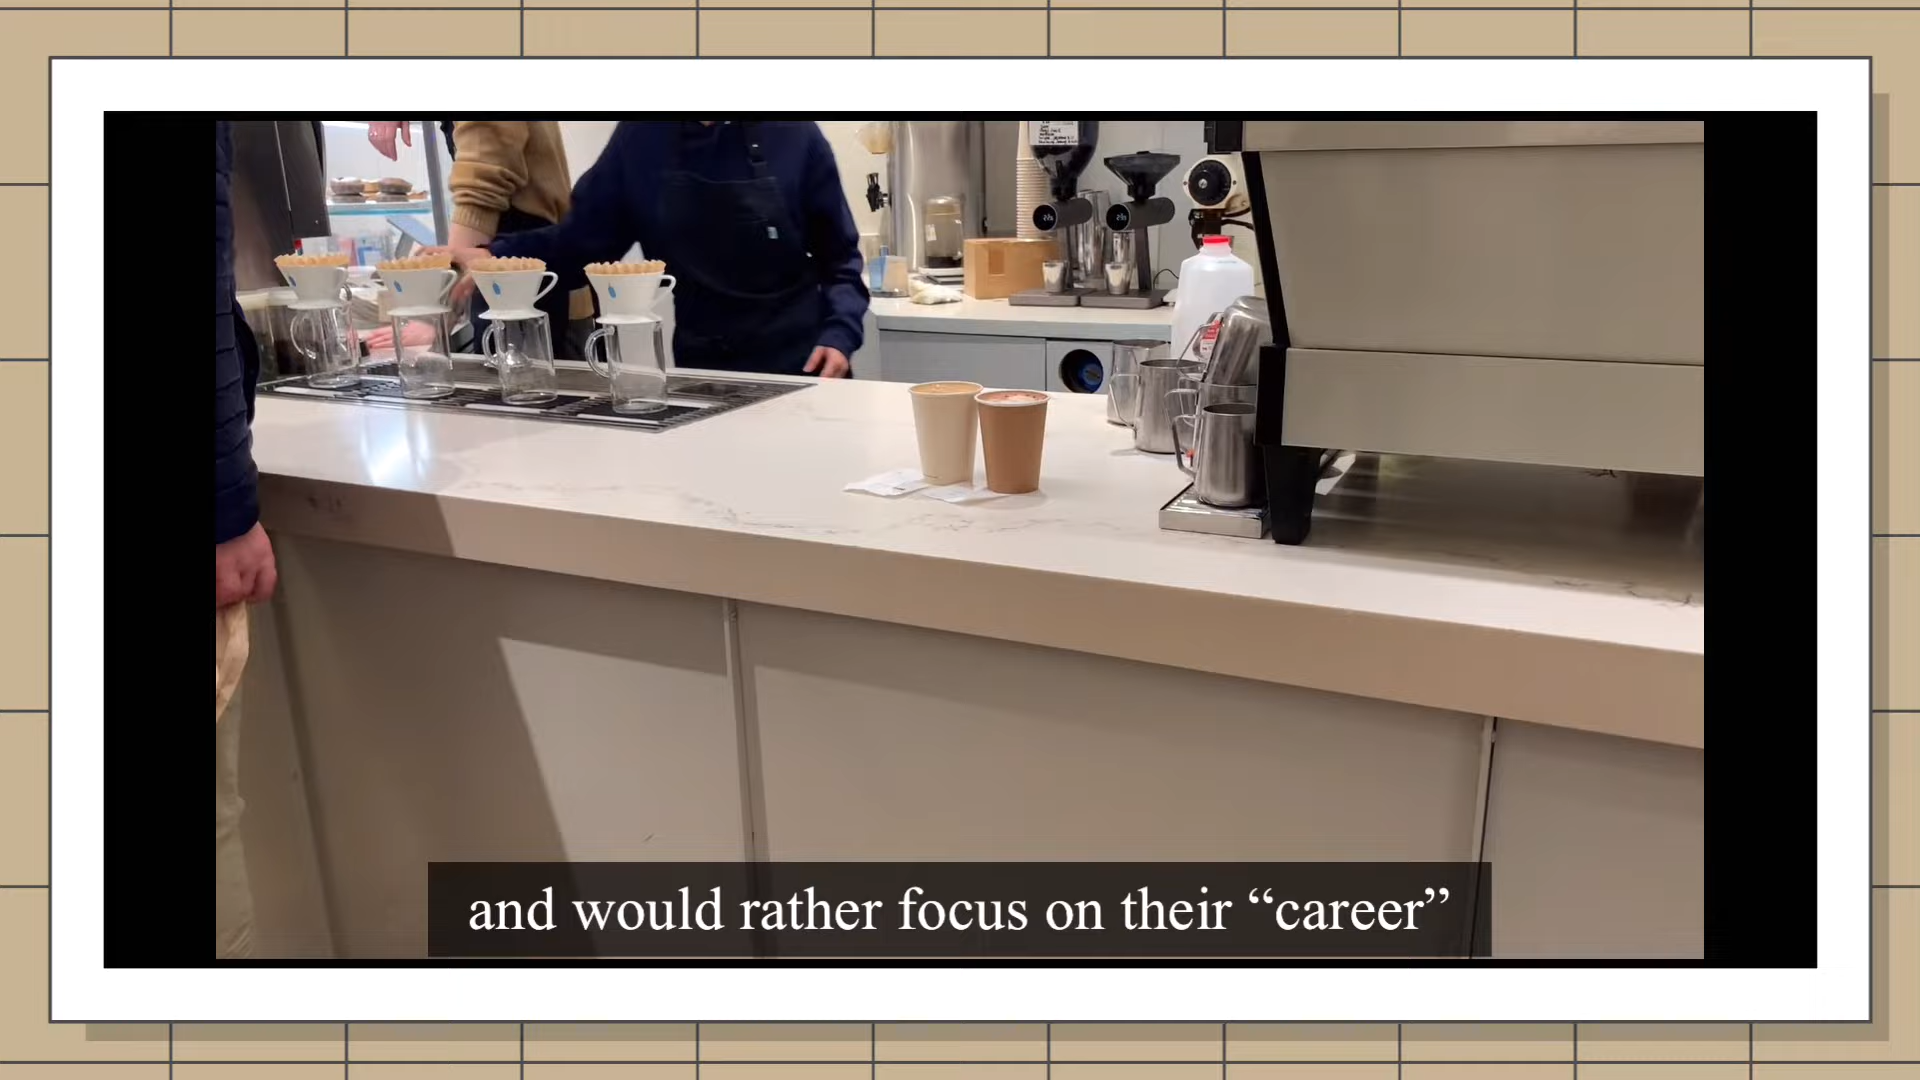 and would rather focus on their “career”